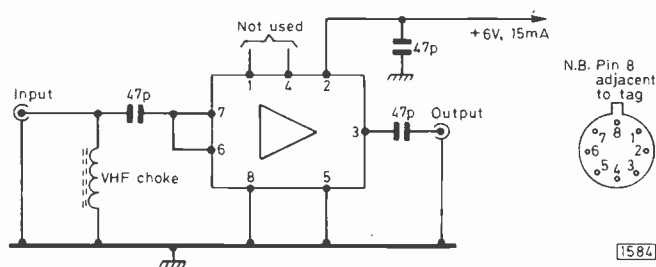 Not used
47p
+6V, 15mA
N.B. Pin 8
adjacent
to tag
Input
47p
1
4
2
7
6
3
47p
Output
VHF choke
8
5
8
7
1
6
2
5
4
3
1584